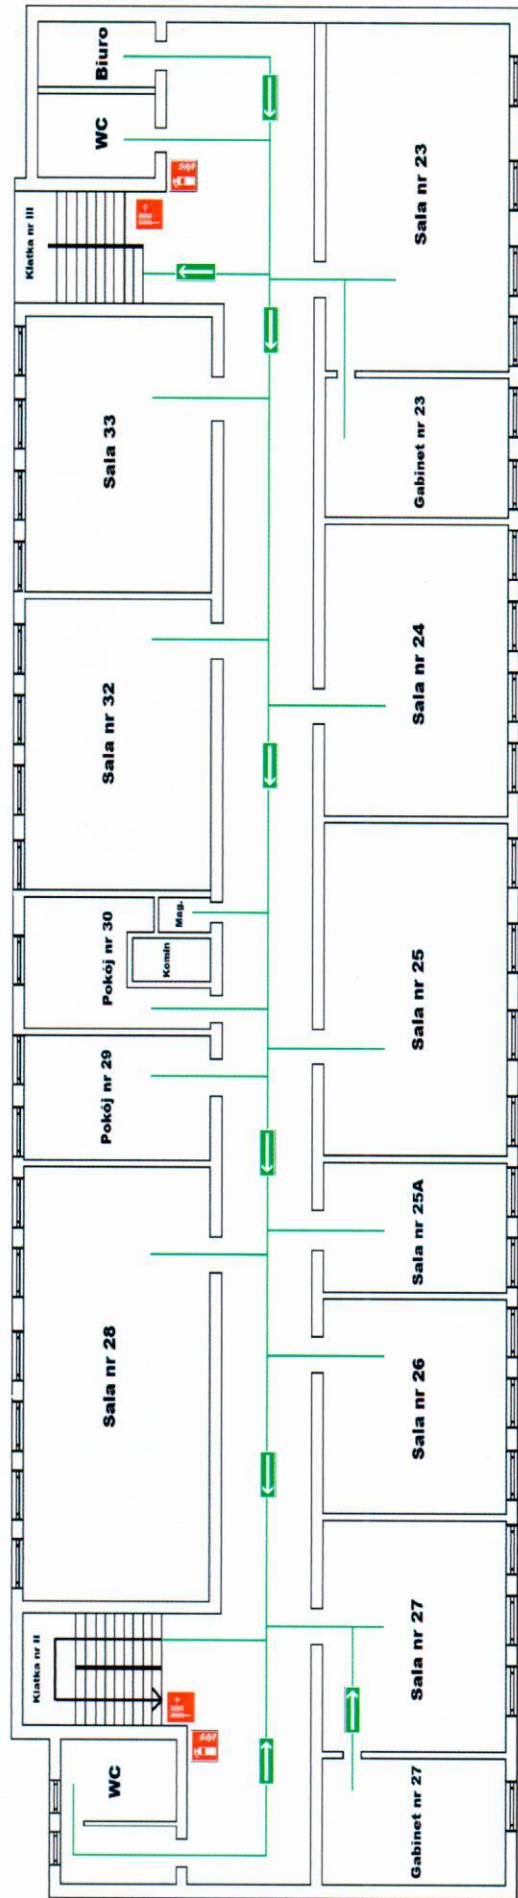 Biuro
WC
Klatka nr III
Sala nr 23
Sala 33
Gabinet nr 23
Sala nr 32
Sala nr 24
Pokój nr 30
Mag.
Komin
Sala nr 25
Pokój nr 29
Sala nr 25A
Sala nr 28
Sala nr 26
Klatka nr II
Sala nr 27
WC
Gabinet nr 27